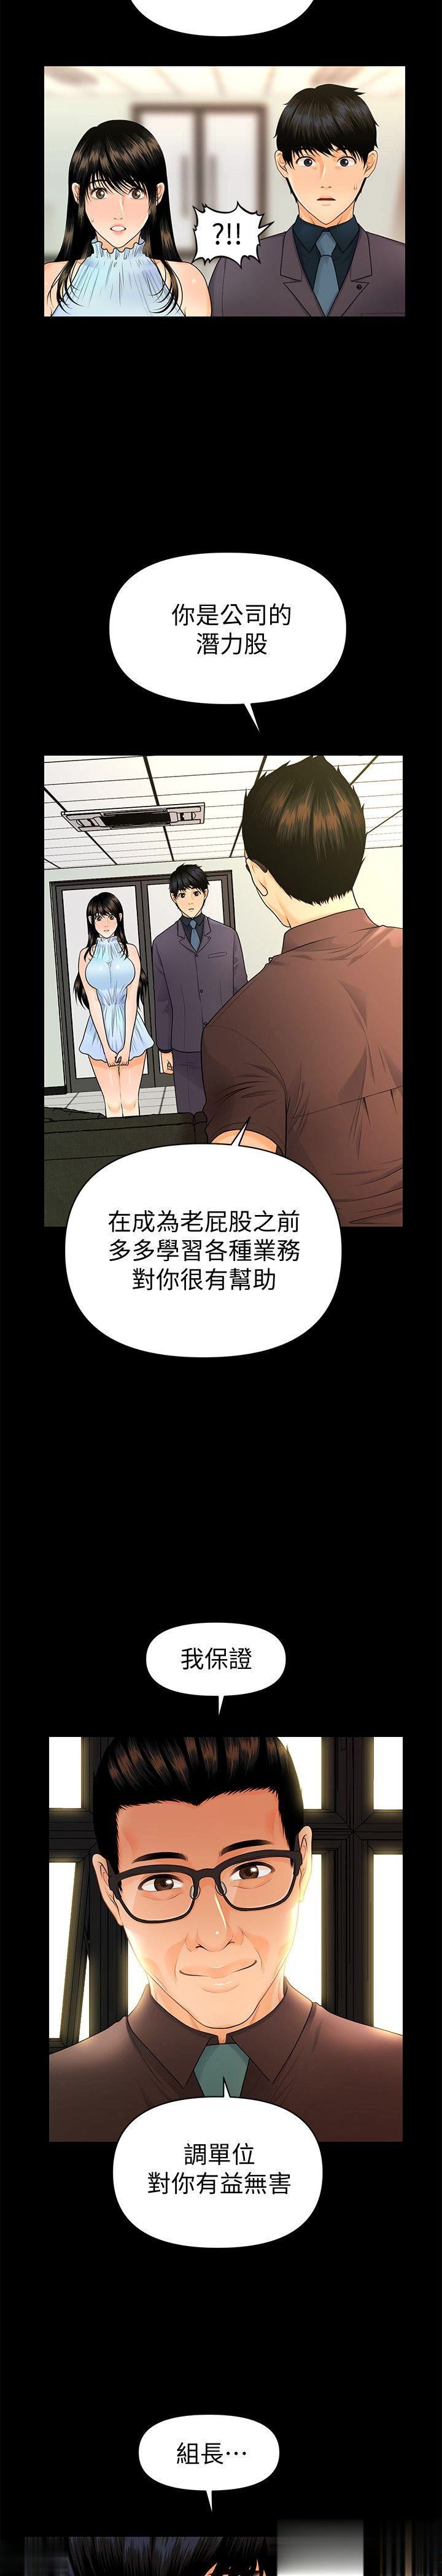 ?!!
你是公司的
潛力股
在成為老屁股之前
多多學習各種業務
對你很有幫助
我保證
調單位
對你有益無害
組長…